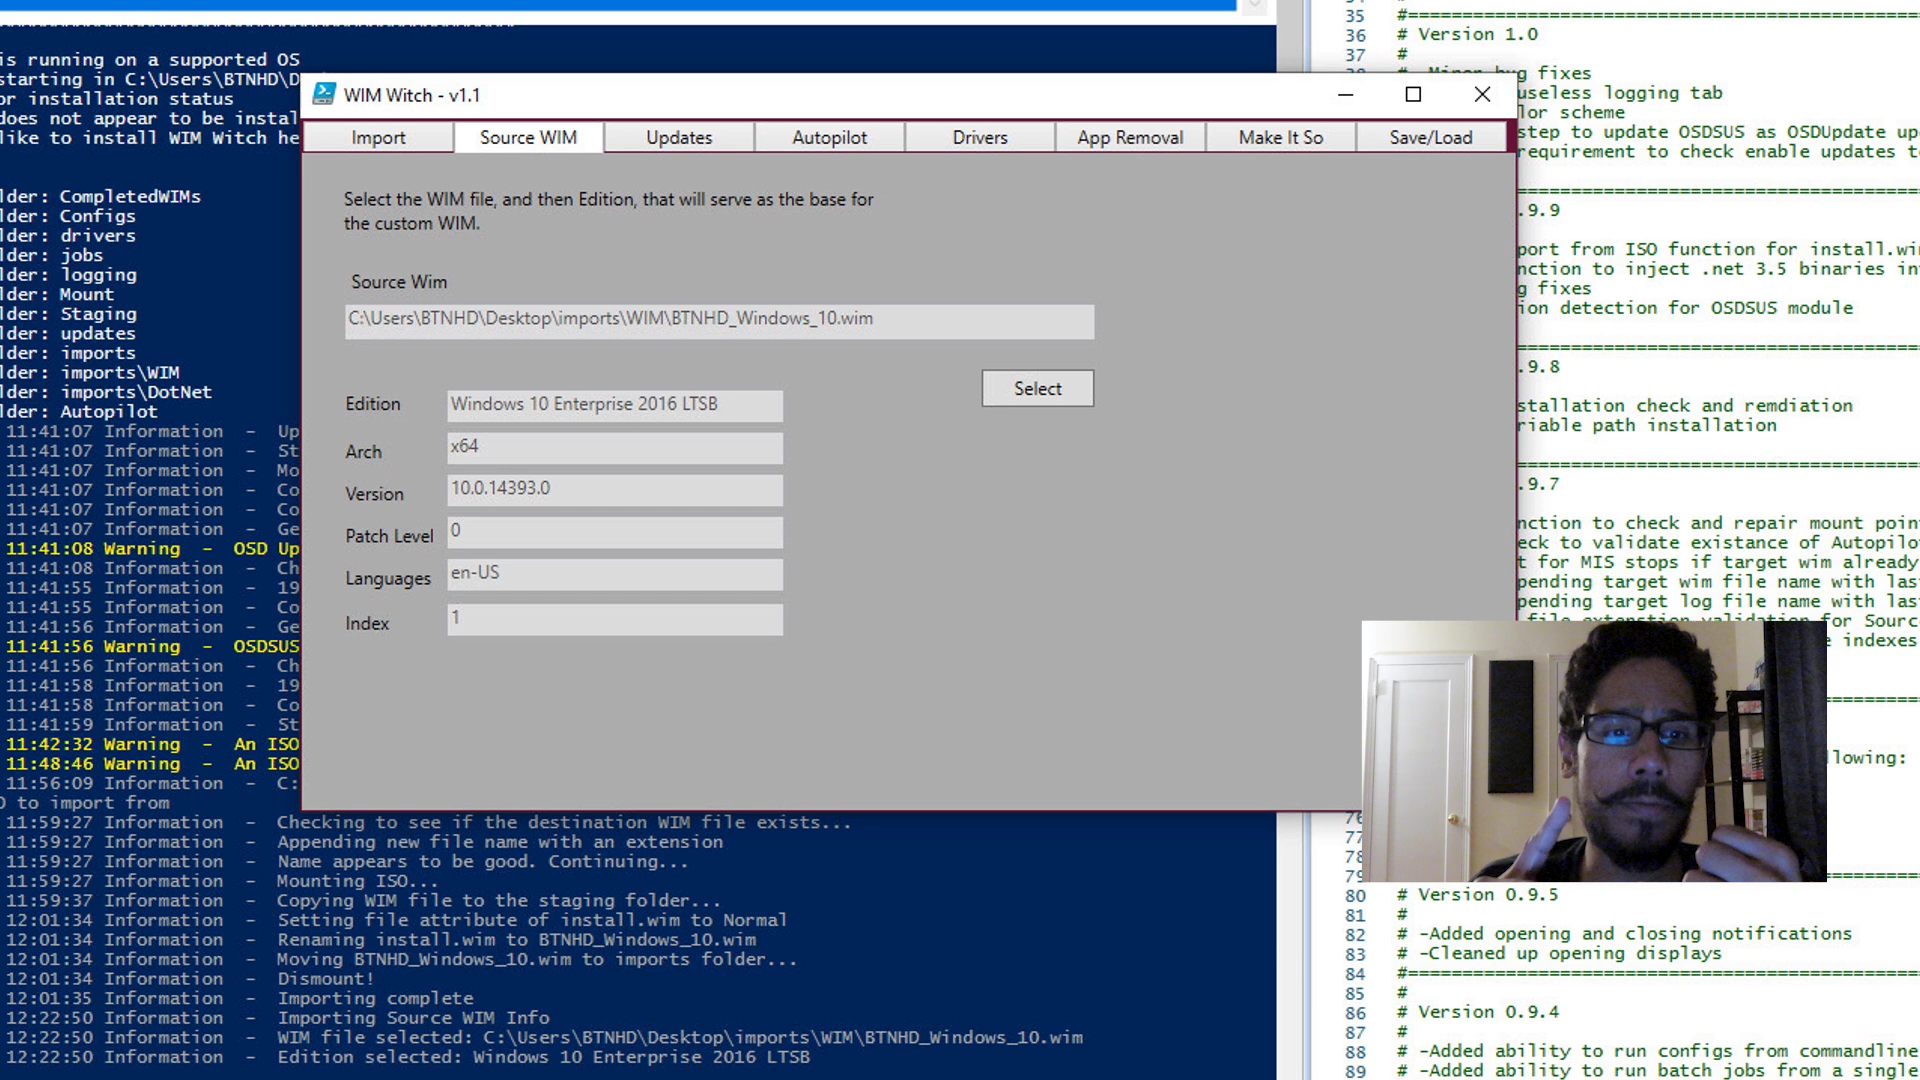 is running on a supported OS
starting in C:\Users\BTNHD\D
or installation status
does not appear to be instal
like to install WIM Witch he
lder: CompletedWIMs
lder: Configs
lder: drivers
lder: jobs
lder: logging
lder: Mount
lder: Staging
lder: updates
lder: imports
lder: imports\WIM
lder: imports\DotNet
lder: Autopilot
11:41:07 Information - Up
11:41:07 Information - St
11:41:07 Information - Mo
11:41:07 Information - Co
11:41:07 Information - Co
11:41:07 Information - Ge
11:41:08 Warning - OSD Up
11:41:08 Information - Ch
11:41:55 Information - 19
11:41:55 Information - Co
11:41:56 Information - Ge
11:41:56 Warning - OSDSUS
11:41:56 Information - Ch
11:41:58 Information - 19
11:41:58 Information - Co
11:41:59 Information - St
11:42:32 Warning - An ISO
11:48:46 Warning - An ISO
11:56:09 Information - C:
O to import from
11:59:27 Information - Checking to see if the destination WIM file exists...
11:59:27 Information - Appending new file name with an extension
11:59:27 Information - Name appears to be good. Continuing...
11:59:27 Information - Mounting ISO...
11:59:37 Information - Copying WIM file to the staging folder...
12:01:34 Information - Setting file attribute of install.wim to Normal
12:01:34 Information - Renaming install.wim to BTNHD_Windows_10.wim
12:01:34 Information - Moving BTNHD_Windows_10.wim to imports folder...
12:01:34 Information - Dismount!
12:01:35 Information - Importing complete
12:22:50 Information - Importing Source WIM Info
12:22:50 Information - WIM file selected: C:\Users\BTNHD\Desktop\imports\WIM\BTNHD_Windows_10.wim
12:22:50 Information - Edition selected: Windows 10 Enterprise 2016 LTSB
WIM Witch - v1.1
Import Source WIM Updates Autopilot Drivers App Removal Make It So Save/Load
Select the WIM file, and then Edition, that will serve as the base for
the custom WIM.
Source Wim
C:\Users\BTNHD\Desktop\imports\WIM\BTNHD_Windows_10.wim
Select
Edition Windows 10 Enterprise 2016 LTSB
Arch x64
Version 10.0.14393.0
Patch Level 0
Languages en-US
Index 1
35 #===================================
36 # Version 1.0
37 #
fixes
useless logging tab
lor scheme
step to update OSDSUS as OSDUpdate up
requirement to check enable updates t
===================================
.9.9
port from ISO function for install.wi
nction to inject .net 3.5 binaries in
g fixes
ion detection for OSDSUS module
===================================
.9.8
stallation check and remdiation
riable path installation
===================================
.9.7
nction to check and repair mount poin
eck to validate existance of Autopilo
t for MIS stops if target wim already
pending target wim file name with las
pending target log file name with las
file extenstion validation for Sourc
e indexes
llowing:
76
77
78
79
80 # Version 0.9.5
81 #
82 # -Added opening and closing notifications
83 # -Cleaned up opening displays
84 #===================================
85 #
86 # Version 0.9.4
87 #
88 # -Added ability to run configs from commandline
89 # -Added ability to run batch jobs from a single